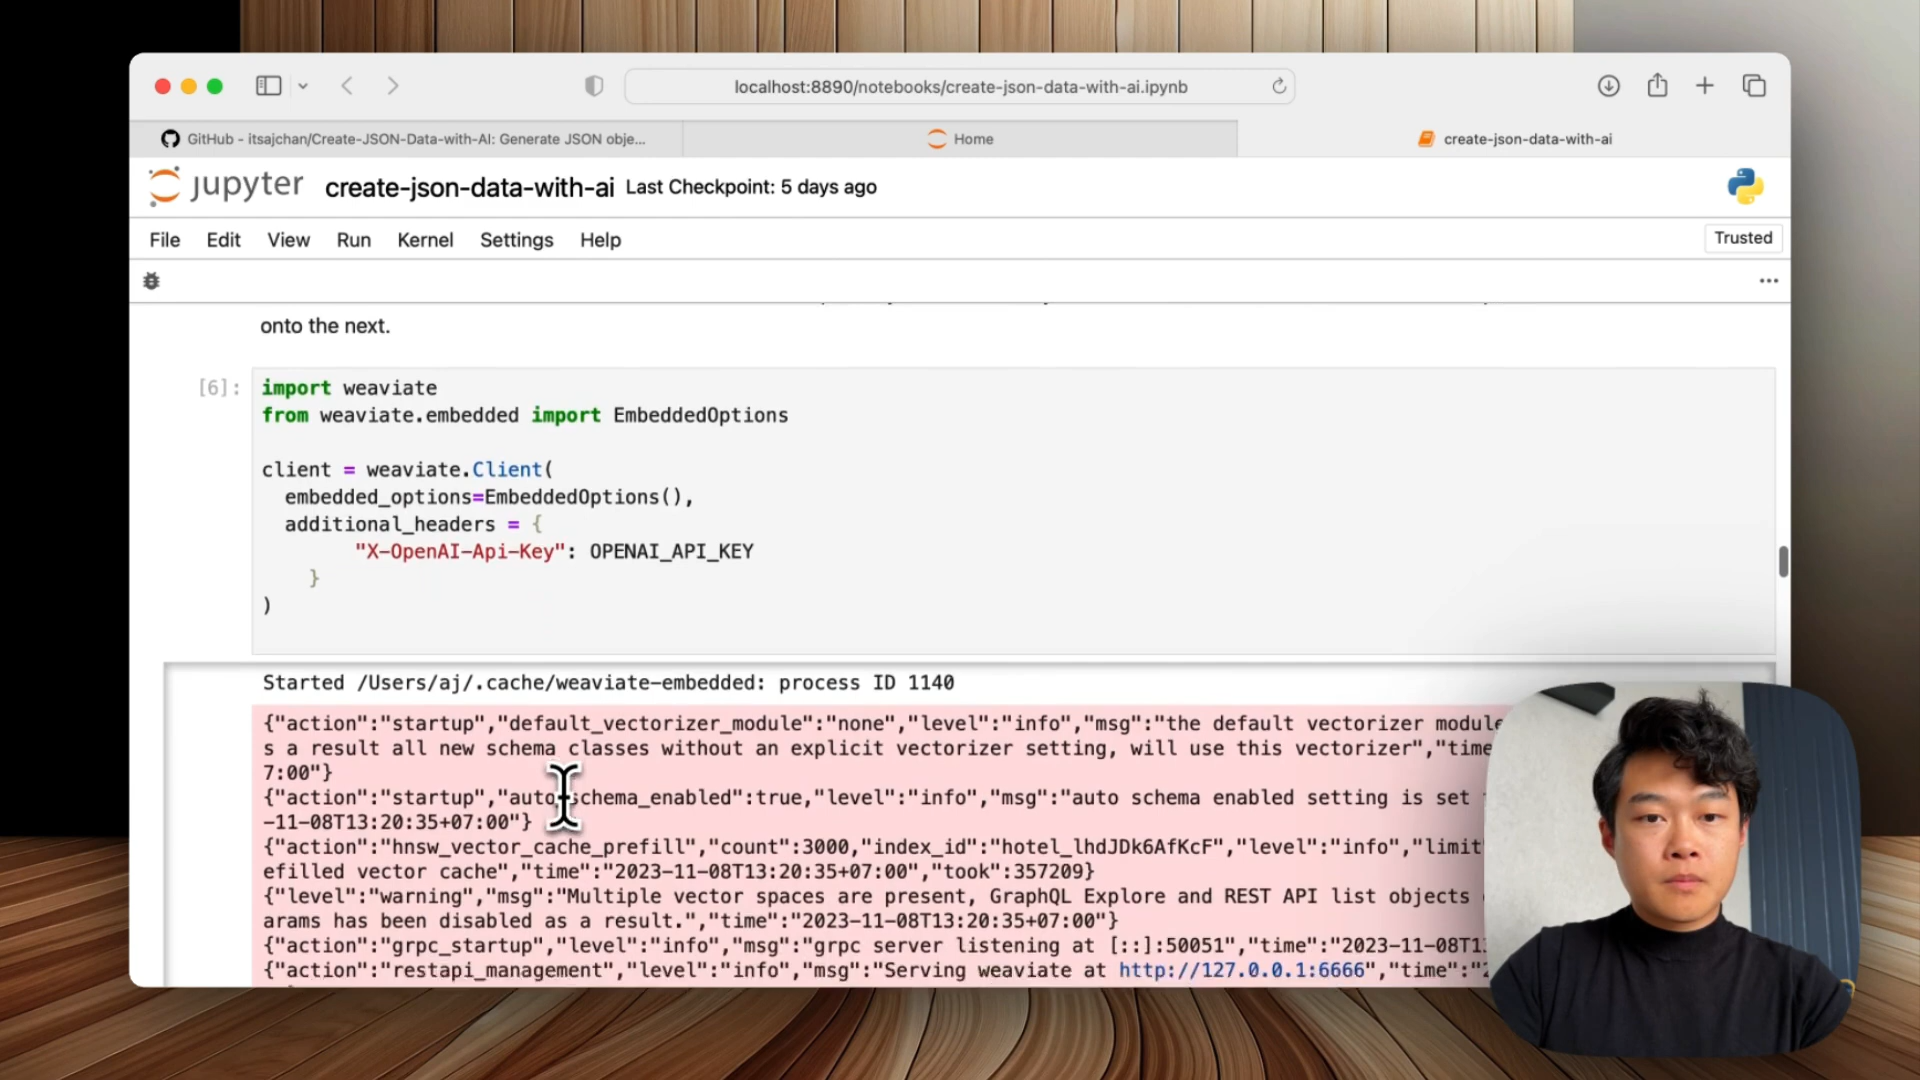 localhost:8890/notebooks/create-json-data-with-ai.ipynb
GitHub - itsajchan/Create-JSON-Data-with-AI: Generate JSON obje...
Home
create-json-data-with-ai
jupyter create-json-data-with-ai Last Checkpoint: 5 days ago
File Edit View Run Kernel Settings Help
Trusted
onto the next.
[6]:
import weaviate
from weaviate.embedded import EmbeddedOptions
client = weaviate.Client(
embedded_options=EmbeddedOptions(),
additional_headers = {
"X-OpenAI-Api-Key": OPENAI_API_KEY
}
)
Started /Users/aj/.cache/weaviate-embedded: process ID 1140
{"action":"startup","default_vectorizer_module":"none","level":"info","msg":"the default vectorizer module
s a result all new schema classes without an explicit vectorizer setting, will use this vectorizer","time
7:00"}
{"action":"startup","auto_schema_enabled":true,"level":"info","msg":"auto schema enabled setting is set
-11-08T13:20:35+07:00"}
{"action":"hnsw_vector_cache_prefill","count":3000,"index_id":"hotel_lhdJDk6AfKcF","level":"info","limit
efilled vector cache","time":"2023-11-08T13:20:35+07:00","took":357209}
{"level":"warning","msg":"Multiple vector spaces are present, GraphQL Explore and REST API list objects
arams has been disabled as a result.","time":"2023-11-08T13:20:35+07:00"}
{"action":"grpc_startup","level":"info","msg":"grpc server listening at [::]:50051","time":"2023-11-08T1
{"action":"restapi_management","level":"info","msg":"Serving weaviate at http://127.0.0.1:6666","time":"2